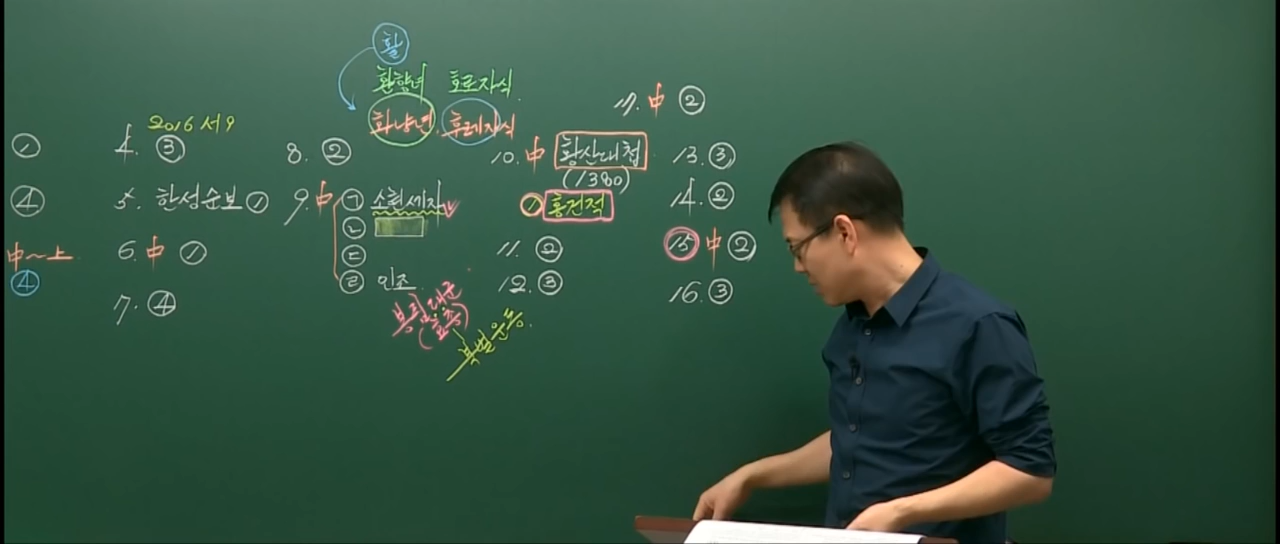 ①
④
中~上
④
2016 서9
4. ③
5. 한성순보 ①
6. 中 ①
7. ④
활
환향녀 호로자식
화냥년 후레자식
8. ②
9. 中 ㉠ 소현세자
㉡
㉢
㉣ 인조
봉림대군
(효종)
북벌운동
10. 中 황산대첩
(1380)
① 홍건적
11. ②
12. ③
17. 中 ②
13. ③
14. ②
15 中 ②
16. ③